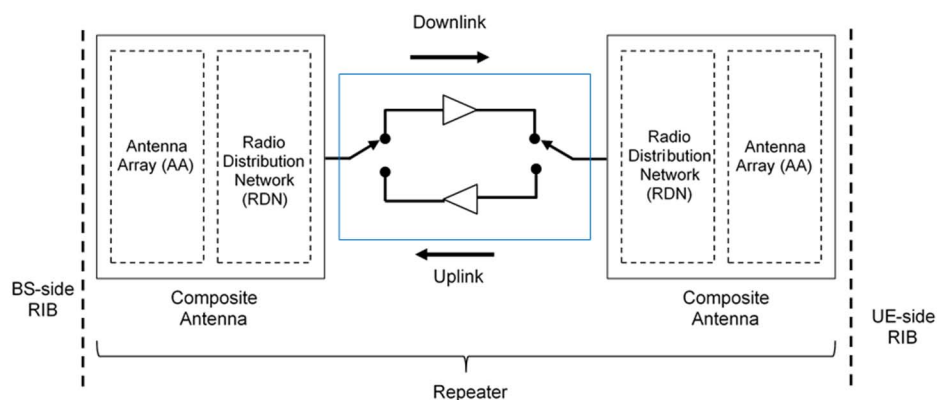 Downlink
Antenna
Array (AA)
Radio
Distribution
Network
(RDN)
Radio
Distribution
Network
(RDN)
Antenna
Array (AA)
Uplink
BS-side
RIB
Composite
Antenna
Composite
Antenna
UE-side
RIB
Repeater